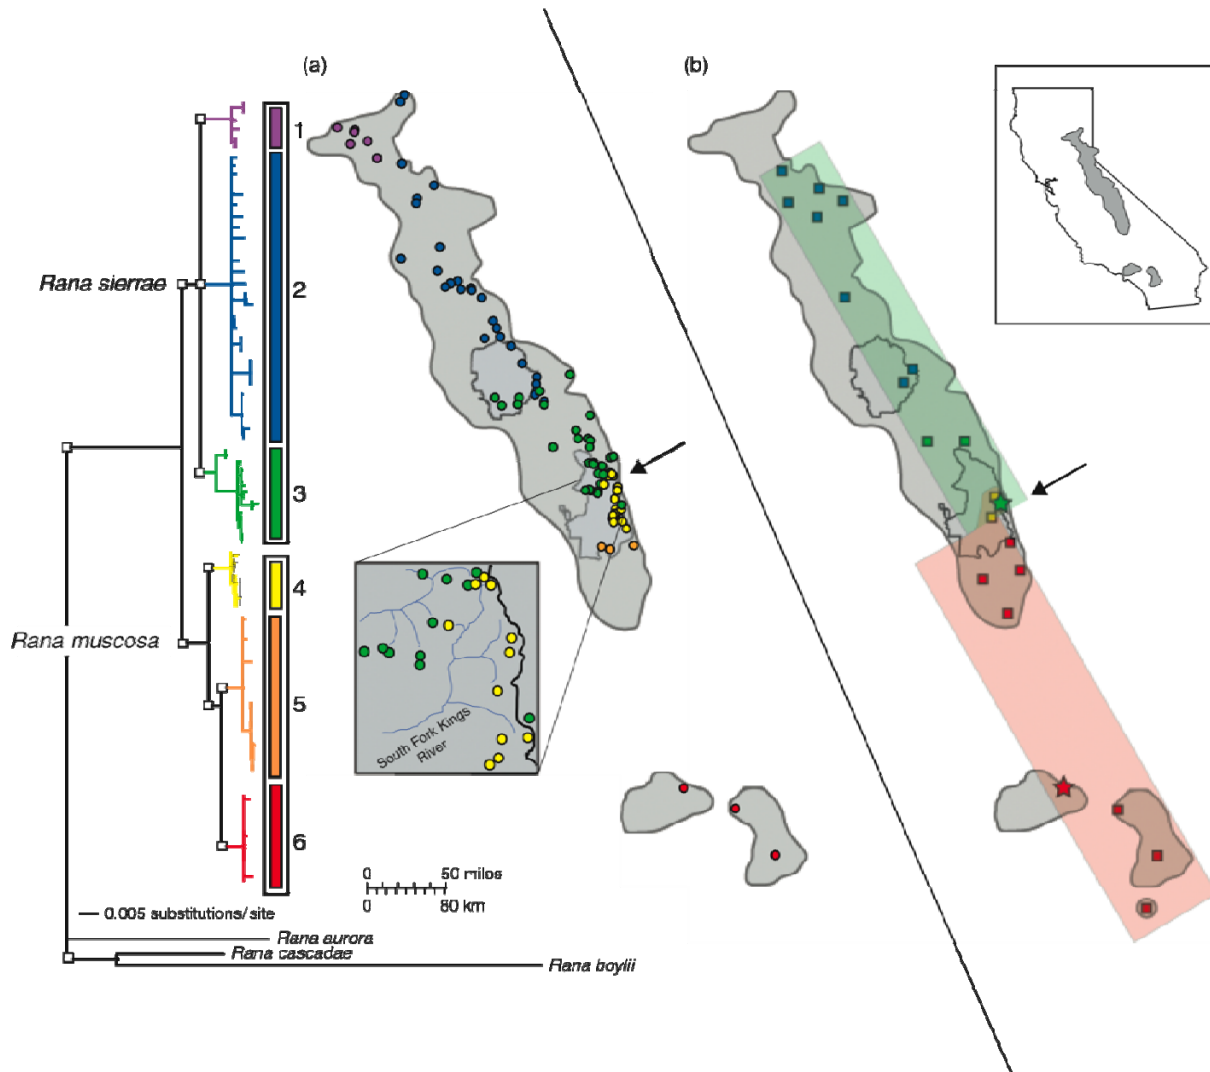 (a)
(b)
1
Rana sierrae
2
3
4
Rana muscosa
5
South Fork Kings
River
6
0 50 miles
0 80 km
0.005 substitutions/site
Rana aurora
Rana cascadae
Rana boylii